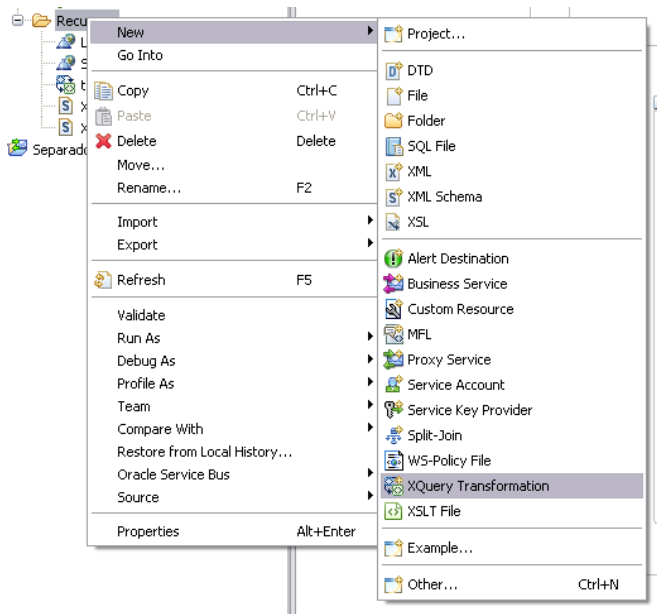 Recu
New
Go Into
Copy Ctrl+C
Paste Ctrl+V
Delete Delete
Move...
Rename... F2
Import
Export
Refresh F5
Validate
Run As
Debug As
Profile As
Team
Compare With
Restore from Local History...
Oracle Service Bus
Source
Properties Alt+Enter
L
S
t
X
X
Separado
Project...
DTD
File
Folder
SQL File
XML
XML Schema
XSL
Alert Destination
Business Service
Custom Resource
MFL
Proxy Service
Service Account
Service Key Provider
Split-Join
WS-Policy File
XQuery Transformation
XSLT File
Example...
Other... Ctrl+N